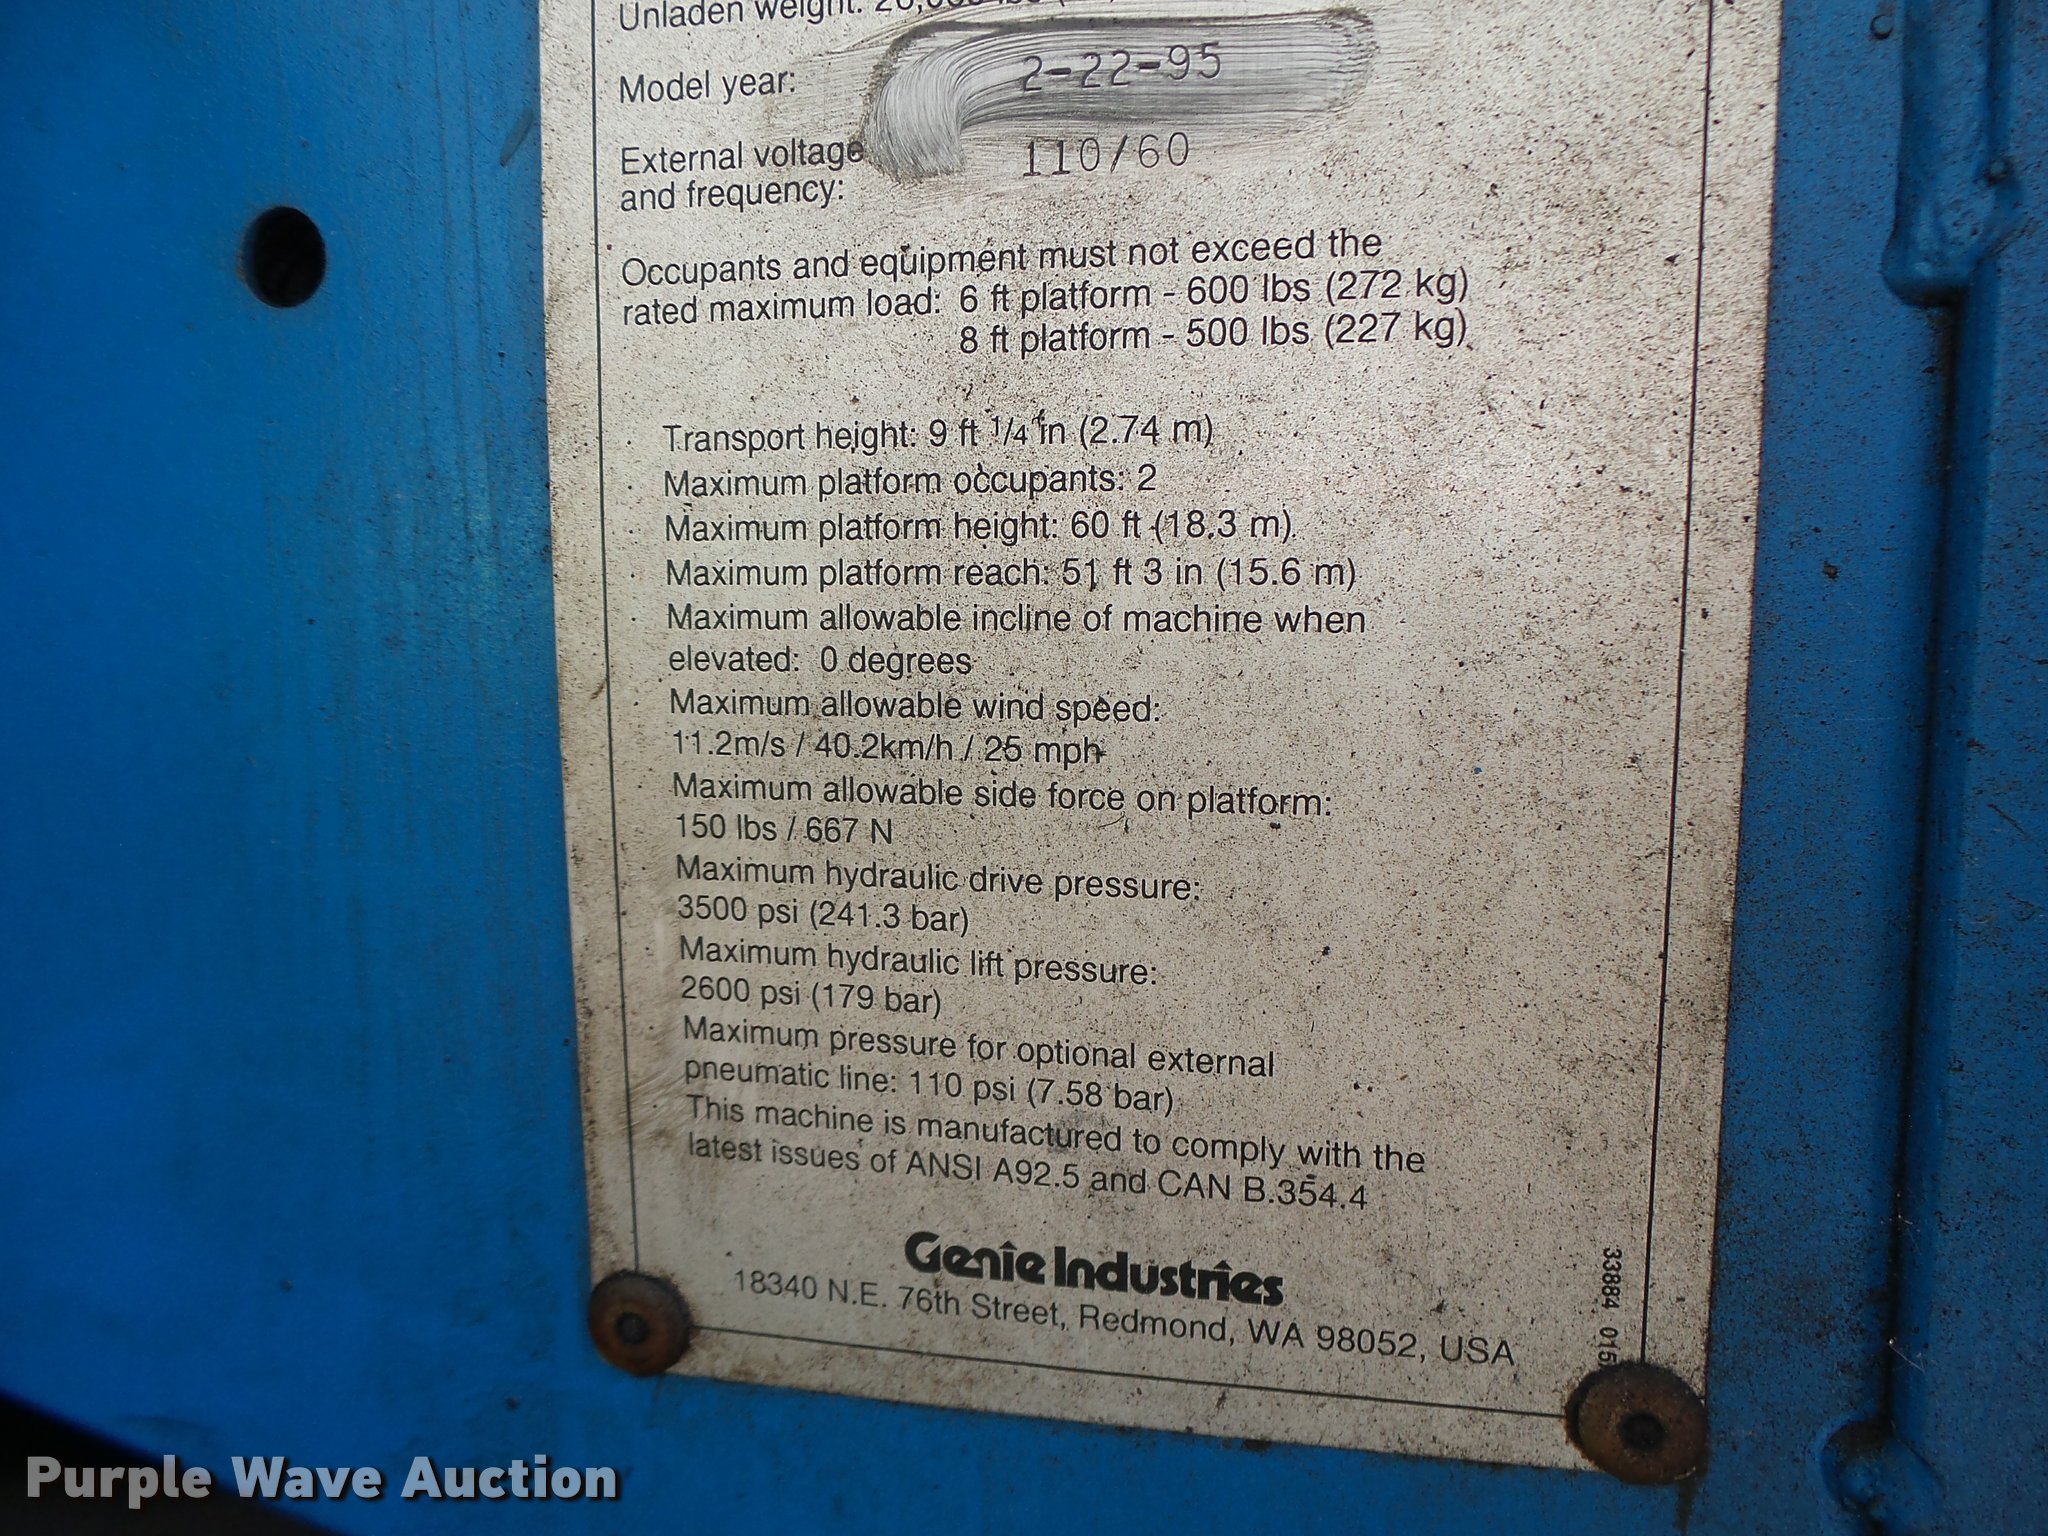 Unladen weight:
Model year: 2-22-95
External voltage 110/60
and frequency:
Occupants and equipment must not exceed the
rated maximum load: 6 ft platform - 600 lbs (272 kg)
8 ft platform - 500 lbs (227 kg)
· Transport height: 9 ft 1/4 in (2.74 m)
· Maximum platform occupants: 2
· Maximum platform height: 60 ft (18.3 m)
· Maximum platform reach: 51 ft 3 in (15.6 m)
· Maximum allowable incline of machine when
elevated: 0 degrees
· Maximum allowable wind speed:
11.2m/s / 40.2km/h / 25 mph
· Maximum allowable side force on platform:
150 lbs / 667 N
· Maximum hydraulic drive pressure:
3500 psi (241.3 bar)
· Maximum hydraulic lift pressure:
2600 psi (179 bar)
· Maximum pressure for optional external
pneumatic line: 110 psi (7.58 bar)
· This machine is manufactured to comply with the
latest issues of ANSI A92.5 and CAN B.354.4
Genie Industries
18340 N.E. 76th Street, Redmond, WA 98052, USA
33884
Purple Wave Auction